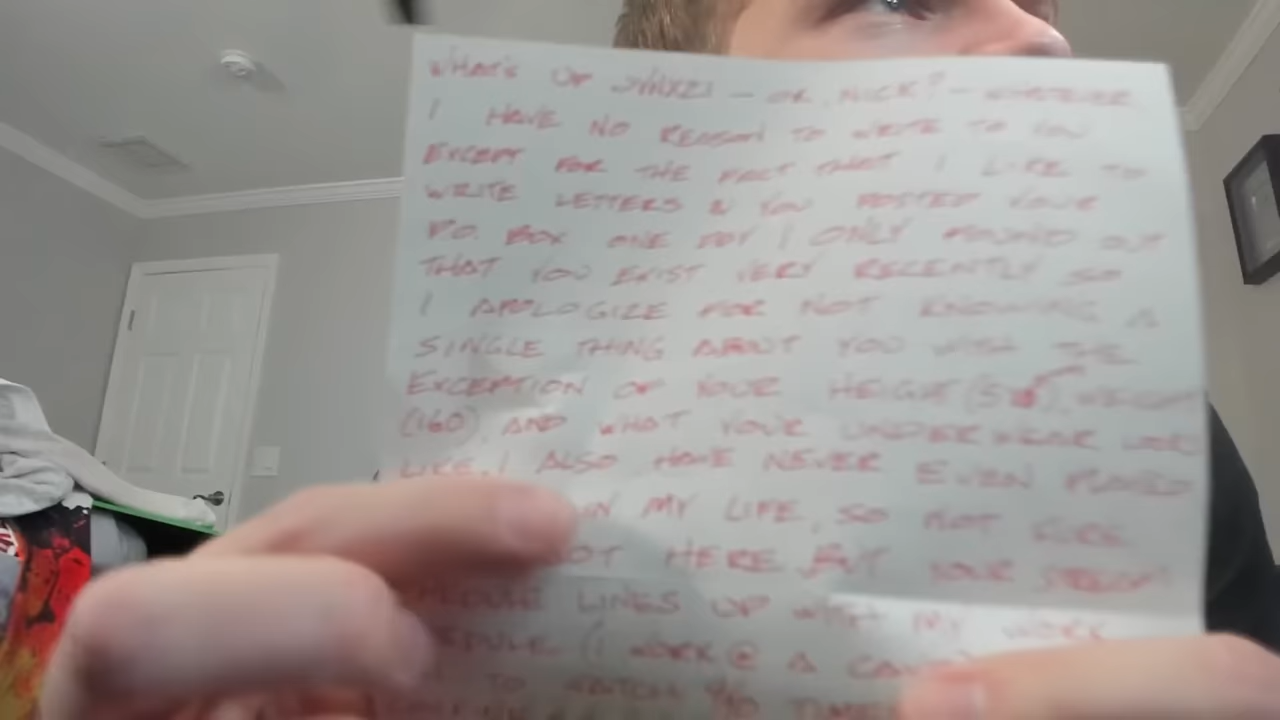 WHAT'S UP JYNXZI - OR, NICK? - WHATEVER
I HAVE NO REASON TO WRITE TO YOU
EXCEPT FOR THE FACT THAT I LIKE TO
WRITE LETTERS & YOU POSTED YOUR
P.O. BOX ONE DAY I ONLY FOUND OUT
THAT YOU EXIST VERY RECENTLY SO
I APOLOGIZE FOR NOT KNOWING A
SINGLE THING ABOUT YOU WITH THE
EXCEPTION OF YOUR HEIGHT WEIGHT
(160), AND WHAT YOUR UNDERWEAR LOOKS
LIKE. I ALSO HAVE NEVER EVEN PLAYED
IN MY LIFE, SO NOT SURE
HERE BUT YOUR STREAM
LINES UP WITH MY WORK
(I WORK @ A
TO CATCH